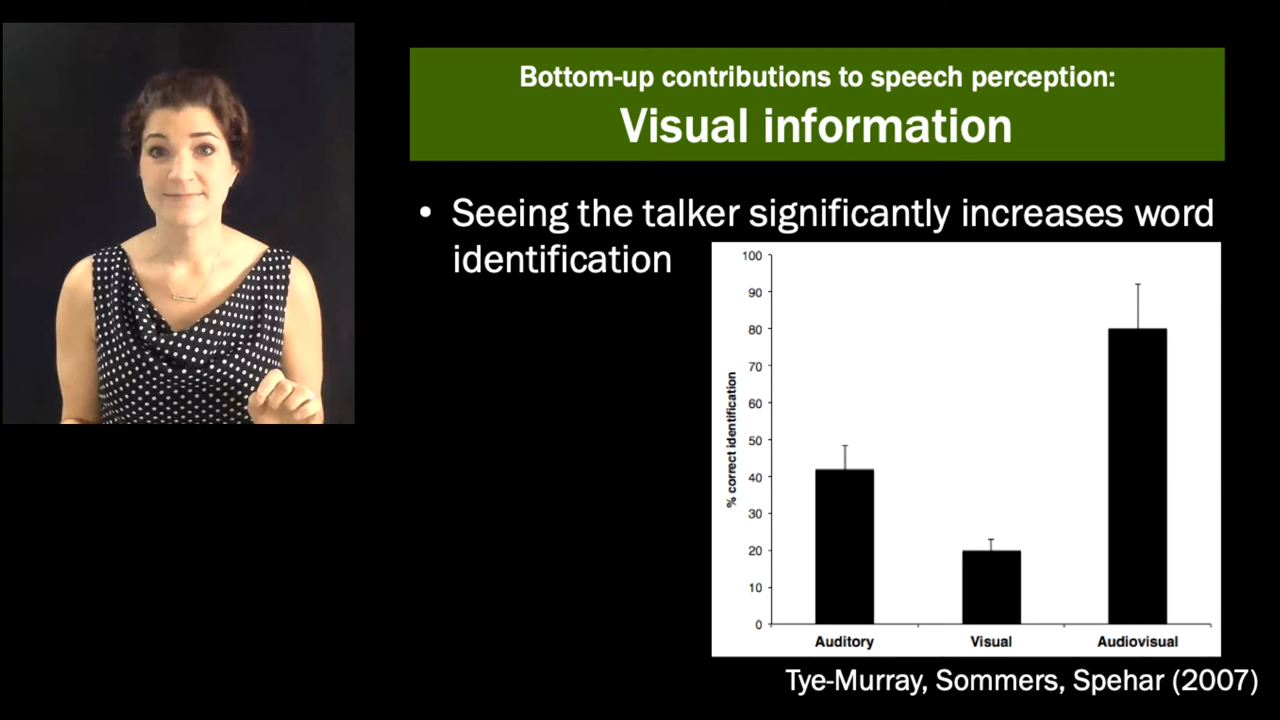 Bottom-up contributions to speech perception:
Visual information
• Seeing the talker significantly increases word
identification
100
90
80
70
60
50
40
30
20
10
0
% correct identification
Auditory
Visual
Audiovisual
Tye-Murray, Sommers, Spehar (2007)